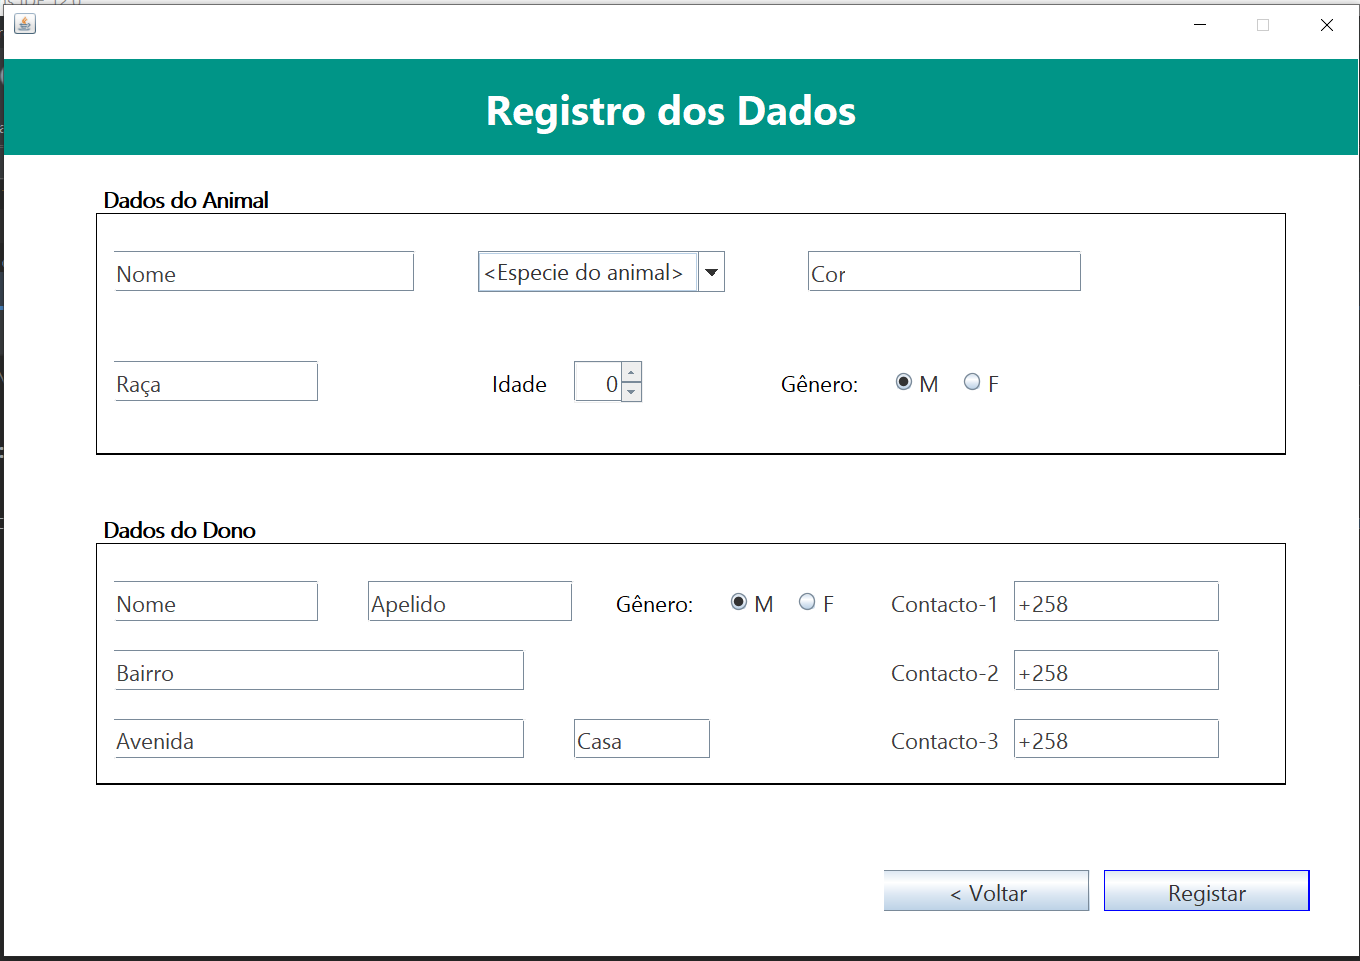 Registro dos Dados
Dados do Animal
Nome
<Especie do animal>
Cor
Raça
Idade
0
Gênero:
M
F
Dados do Dono
Nome
Apelido
Gênero:
M
F
Contacto-1
+258
Bairro
Contacto-2
+258
Avenida
Casa
Contacto-3
+258
< Voltar
Registar